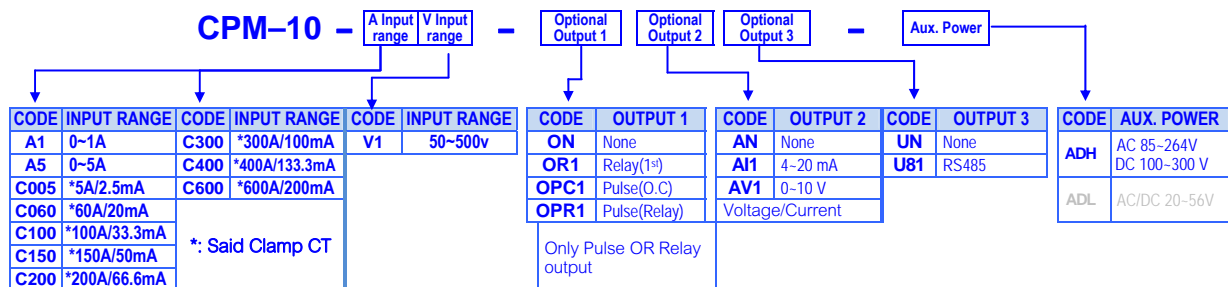 CPM–10 – A Input range V Input range – Optional Output 1 Optional Output 2 Optional Output 3 – Aux. Power
CODE INPUT RANGE CODE INPUT RANGE CODE INPUT RANGE CODE OUTPUT 1 CODE OUTPUT 2 CODE OUTPUT 3 CODE AUX. POWER
A1 0~1A C300 *300A/100mA V1 50~500v ON None AN None UN None ADH AC 85~264V
A5 0~5A C400 *400A/133.3mA OR1 Relay(1st) AI1 4~20 mA U81 RS485 DC 100~300 V
C005 *5A/2.5mA C600 *600A/200mA OPC1 Pulse(O.C) AV1 0~10 V ADL AC/DC 20~56V
C060 *60A/20mA OPR1 Pulse(Relay) Voltage/Current
C100 *100A/33.3mA *: Said Clamp CT Only Pulse OR Relay
C150 *150A/50mA output
C200 *200A/66.6mA